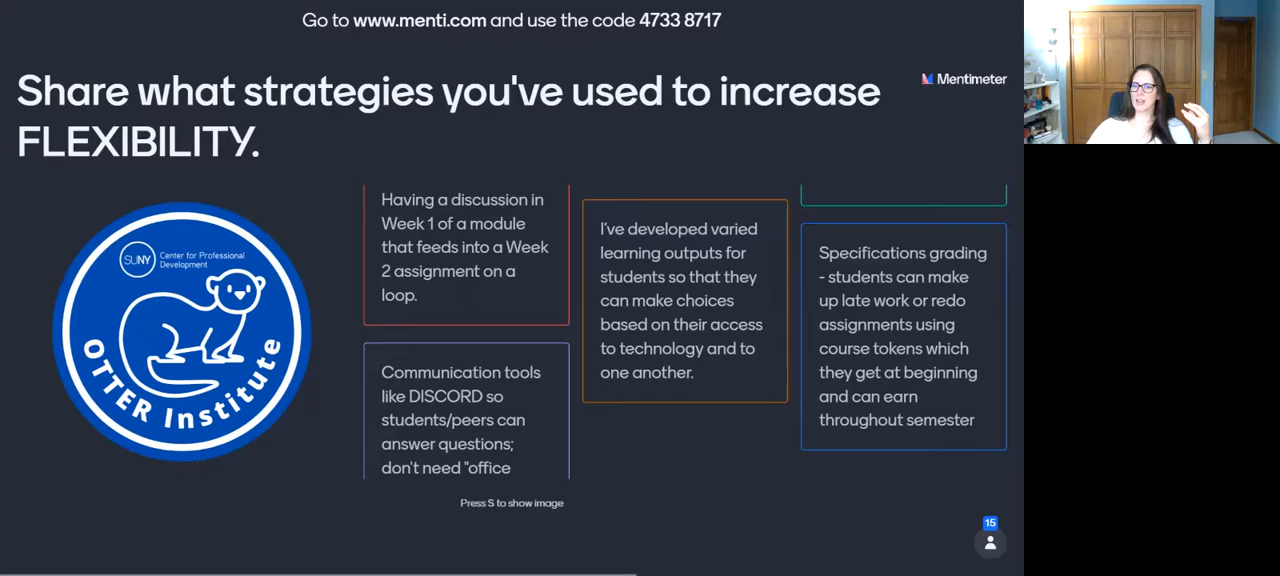 Go to www.menti.com and use the code 4733 8717
Share what strategies you've used to increase
FLEXIBILITY.
Mentimeter
SUNY
Center for Professional
Development
OTTER Institute
Having a discussion in
Week 1 of a module
that feeds into a Week
2 assignment on a
loop.
Communication tools
like DISCORD so
students/peers can
answer questions;
don't need "office
I've developed varied
learning outputs for
students so that they
can make choices
based on their access
to technology and to
one another.
Specifications grading
- students can make
up late work or redo
assignments using
course tokens which
they get at beginning
and can earn
throughout semester
Press S to show image
15